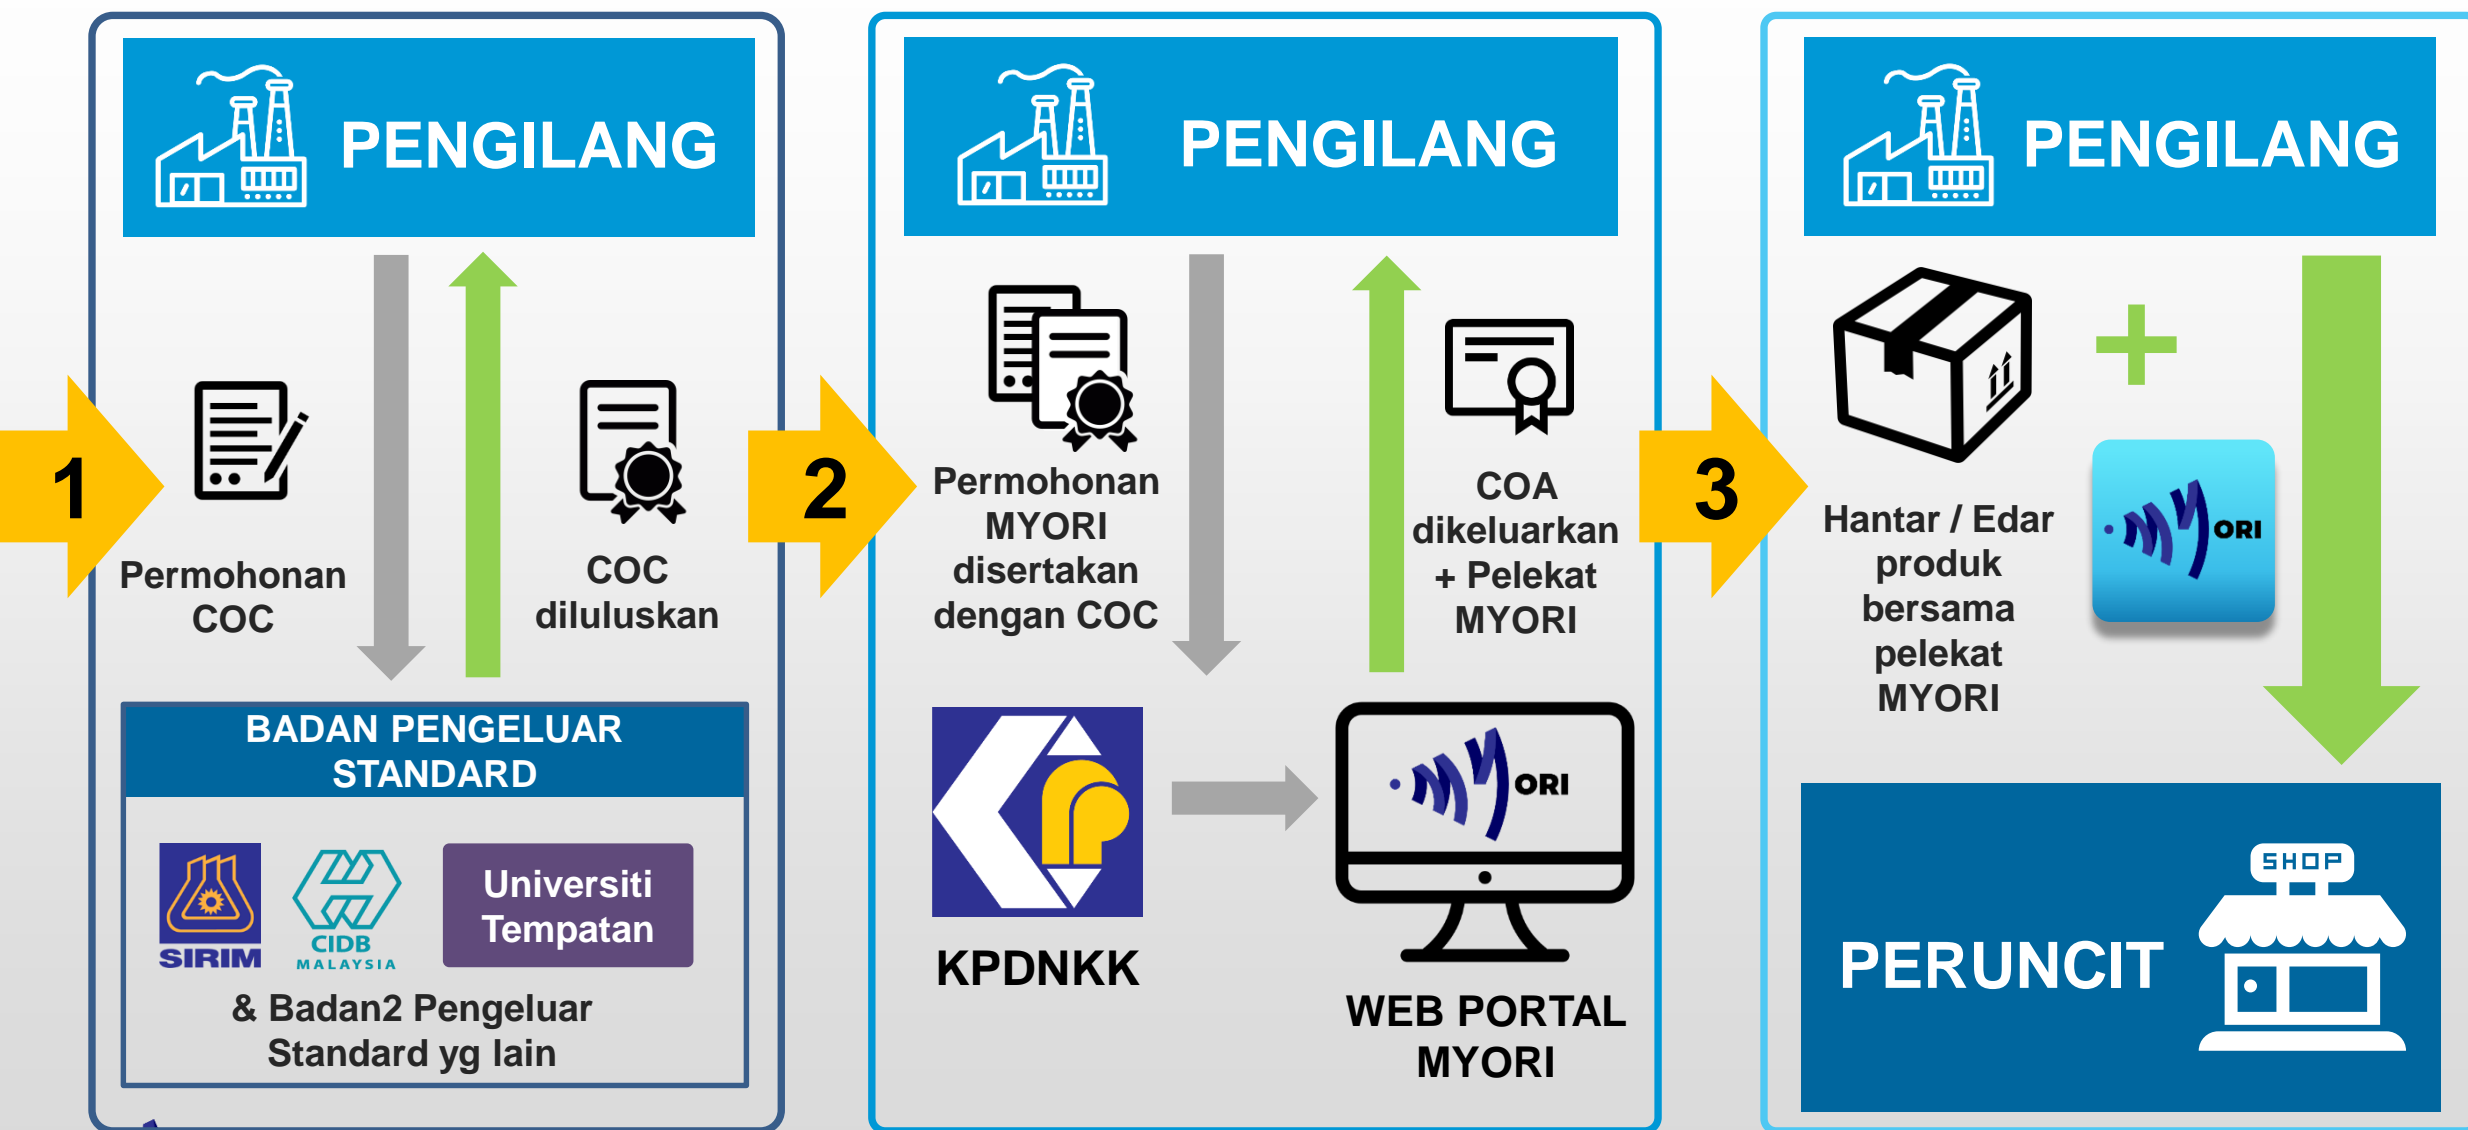 1
PENGILANG
Permohonan
COC
COC
diluluskan
BADAN PENGELUAR
STANDARD
SIRIM
CIDB
MALAYSIA
Universiti
Tempatan
& Badan2 Pengeluar
Standard yg lain
2
PENGILANG
Permohonan
MYORI
disertakan
dengan COC
COA
dikeluarkan
+ Pelekat
MYORI
KPDNKK
MYORI
WEB PORTAL
MYORI
3
PENGILANG
Hantar / Edar
produk
bersama
pelekat
MYORI
MYORI
PERUNCIT
SHOP